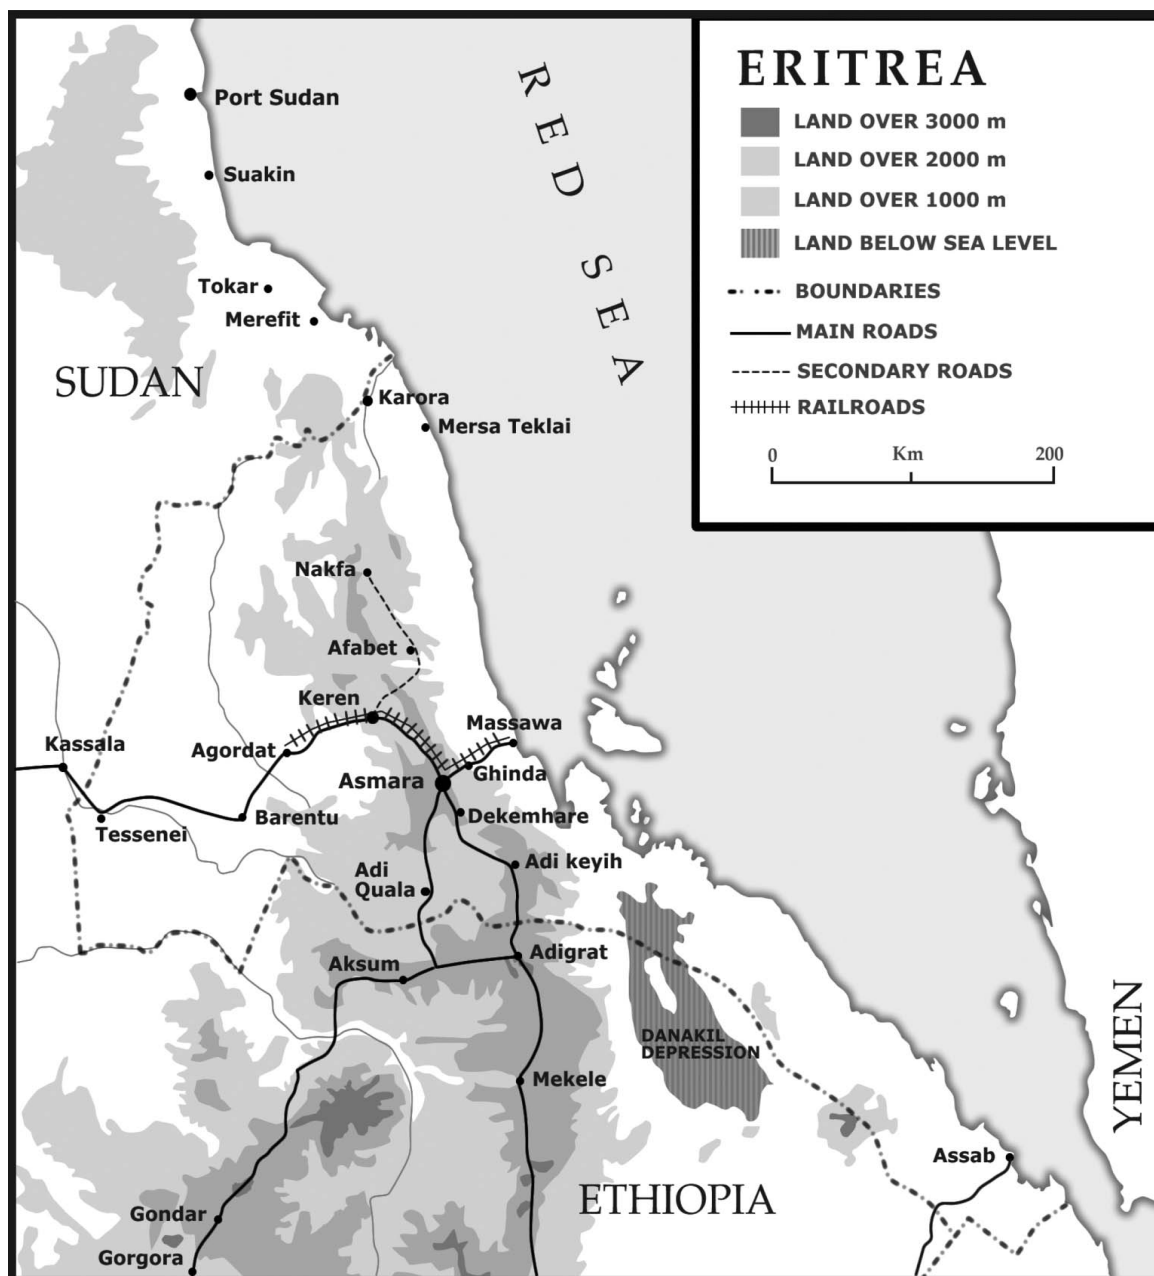 ERITREA
LAND OVER 3000 m
LAND OVER 2000 m
LAND OVER 1000 m
LAND BELOW SEA LEVEL
BOUNDARIES
MAIN ROADS
SECONDARY ROADS
RAILROADS
0 Km 200
RED SEA
Port Sudan
Suakin
Tokar
Merefit
SUDAN
Karora
Mersa Teklai
Nakfa
Afabet
Keren
Massawa
Kassala
Agordat
Ghinda
Asmara
Tessenei
Barentu
Dekemhare
Adi
Quala
Adi keyih
Aksum
Adigrat
DANAKIL
DEPRESSION
Mekele
YEMEN
Assab
ETHIOPIA
Gondar
Gorgora